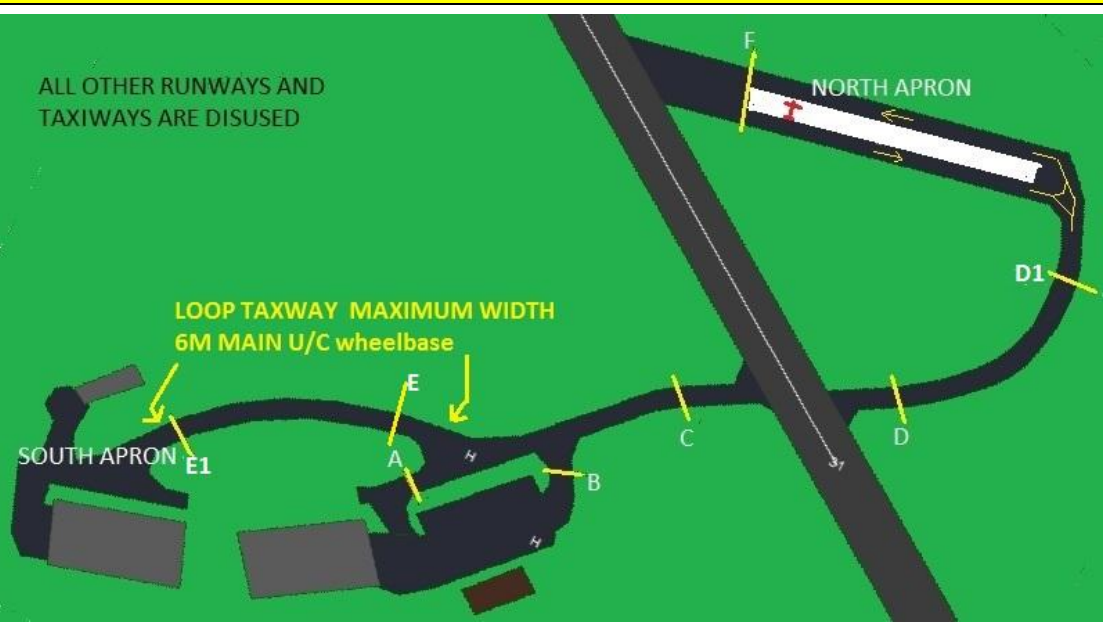 ALL OTHER RUNWAYS AND
TAXIWAYS ARE DISUSED
F
NORTH APRON
D1
LOOP TAXWAY MAXIMUM WIDTH
6M MAIN U/C wheelbase
E
C
D
SOUTH APRON
E1
A
H
B
31
H